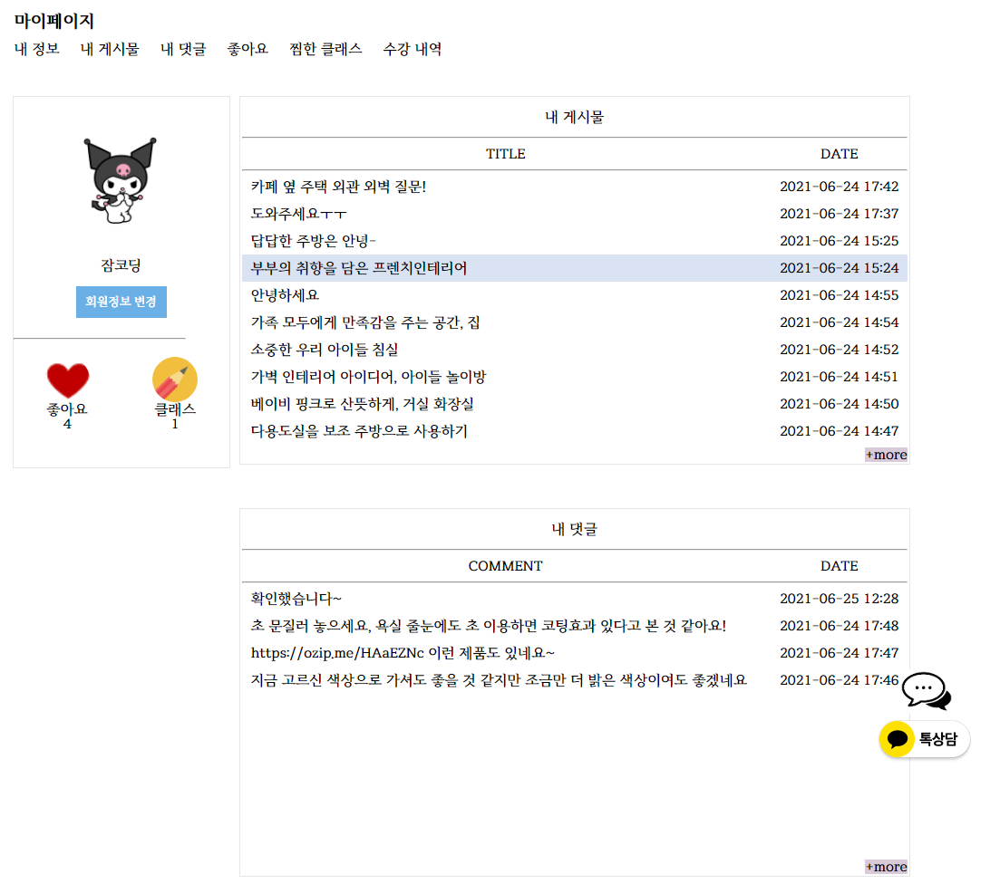 마이페이지
내 정보 내 게시물 내 댓글 좋아요 찜한 클래스 수강 내역
잠코딩
회원정보 변경
좋아요 클래스
4 1
내 게시물
TITLE DATE
카페 옆 주택 외관 외벽 질문! 2021-06-24 17:42
도와주세요ㅜㅜ 2021-06-24 17:37
답답한 주방은 안녕- 2021-06-24 15:25
부부의 취향을 담은 프렌치인테리어 2021-06-24 15:24
안녕하세요 2021-06-24 14:55
가족 모두에게 만족감을 주는 공간, 집 2021-06-24 14:54
소중한 우리 아이들 침실 2021-06-24 14:52
가벽 인테리어 아이디어, 아이들 놀이방 2021-06-24 14:51
베이비 핑크로 산뜻하게, 거실 화장실 2021-06-24 14:50
다용도실을 보조 주방으로 사용하기 2021-06-24 14:47
+more
내 댓글
COMMENT DATE
확인했습니다~ 2021-06-25 12:28
초 문질러 놓으세요, 욕실 줄눈에도 초 이용하면 코팅효과 있다고 본 것 같아요! 2021-06-24 17:48
https://ozip.me/HAaEZNc 이런 제품도 있네요~ 2021-06-24 17:47
지금 고르신 색상으로 가셔도 좋을 것 같지만 조금만 더 밝은 색상이여도 좋겠네요 2021-06-24 17:46
톡상담
+more